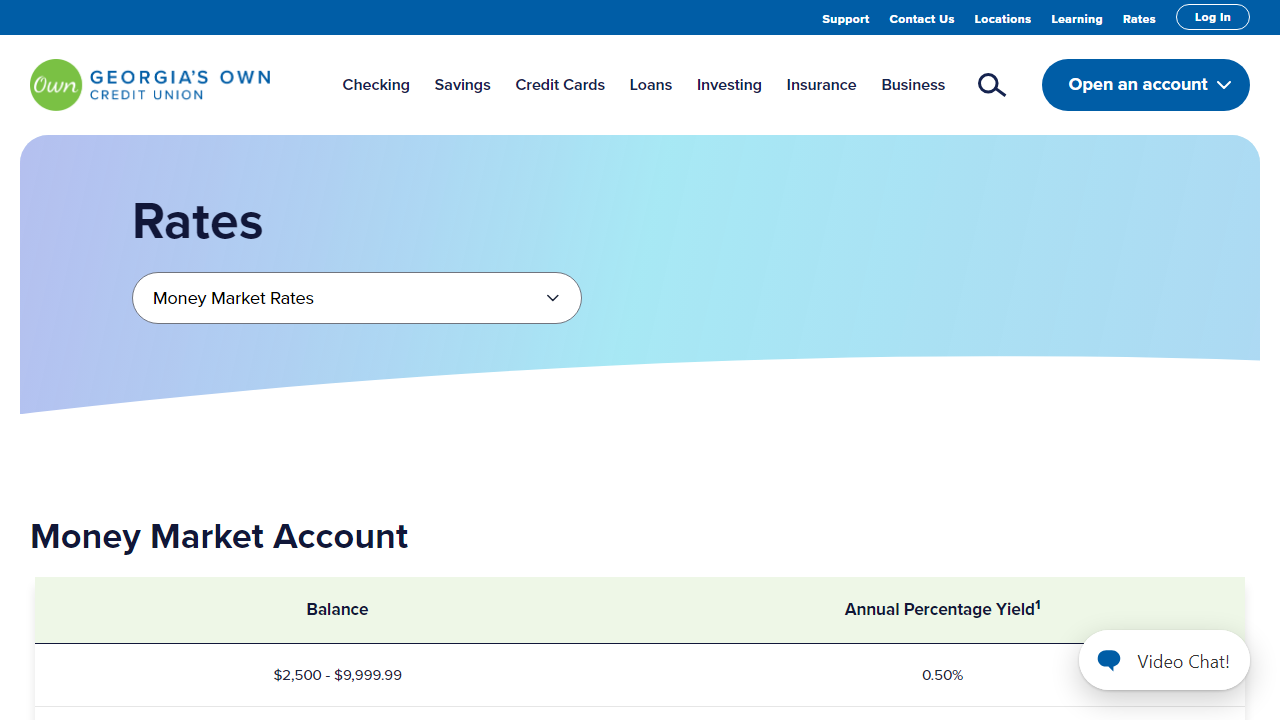 Support Contact Us Locations Learning Rates Log In
Own GEORGIA'S OWN
CREDIT UNION
Checking Savings Credit Cards Loans Investing Insurance Business Open an account
Rates
Money Market Rates
Money Market Account
Balance Annual Percentage Yield¹
$2,500 - $9,999.99 0.50%
Video Chat!